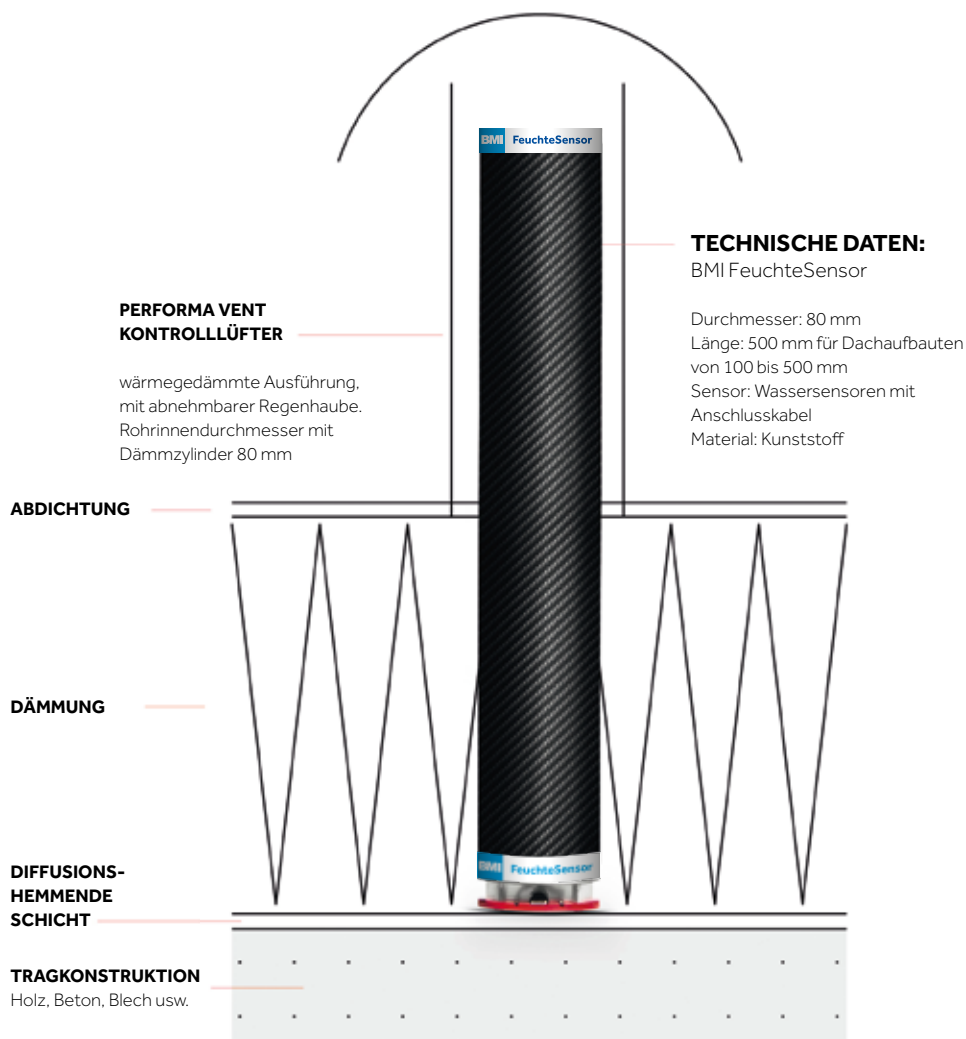 BMI FeuchteSensor
TECHNISCHE DATEN:
BMI FeuchteSensor
Durchmesser: 80 mm
Länge: 500 mm für Dachaufbauten
von 100 bis 500 mm
Sensor: Wassersensoren mit
Anschlusskabel
Material: Kunststoff
PERFORMA VENT
KONTROLLLÜFTER
wärmegedämmte Ausführung,
mit abnehmbarer Regenhaube.
Rohrinnendurchmesser mit
Dämmzylinder 80 mm
ABDICHTUNG
DÄMMUNG
BMI FeuchteSensor
DIFFUSIONS-
HEMMENDE
SCHICHT
TRAGKONSTRUKTION
Holz, Beton, Blech usw.